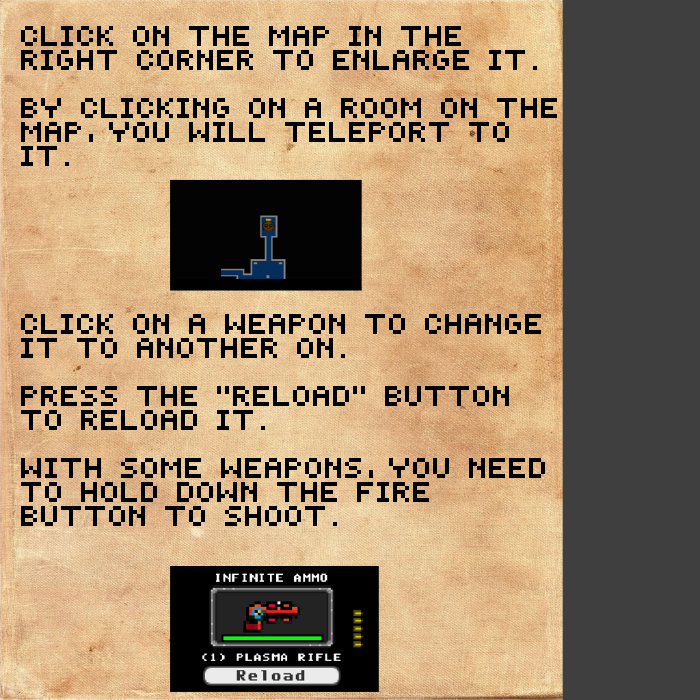 CLICK ON THE MAP IN THE
RIGHT CORNER TO ENLARGE IT.
BY CLICKING ON A ROOM ON THE
MAP, YOU WILL TELEPORT TO
IT.
CLICK ON A WEAPON TO CHANGE
IT TO ANOTHER ON.
PRESS THE "RELOAD" BUTTON
TO RELOAD IT.
WITH SOME WEAPONS, YOU NEED
TO HOLD DOWN THE FIRE
BUTTON TO SHOOT.
INFINITE AMMO
(1) PLASMA RIFLE
Reload